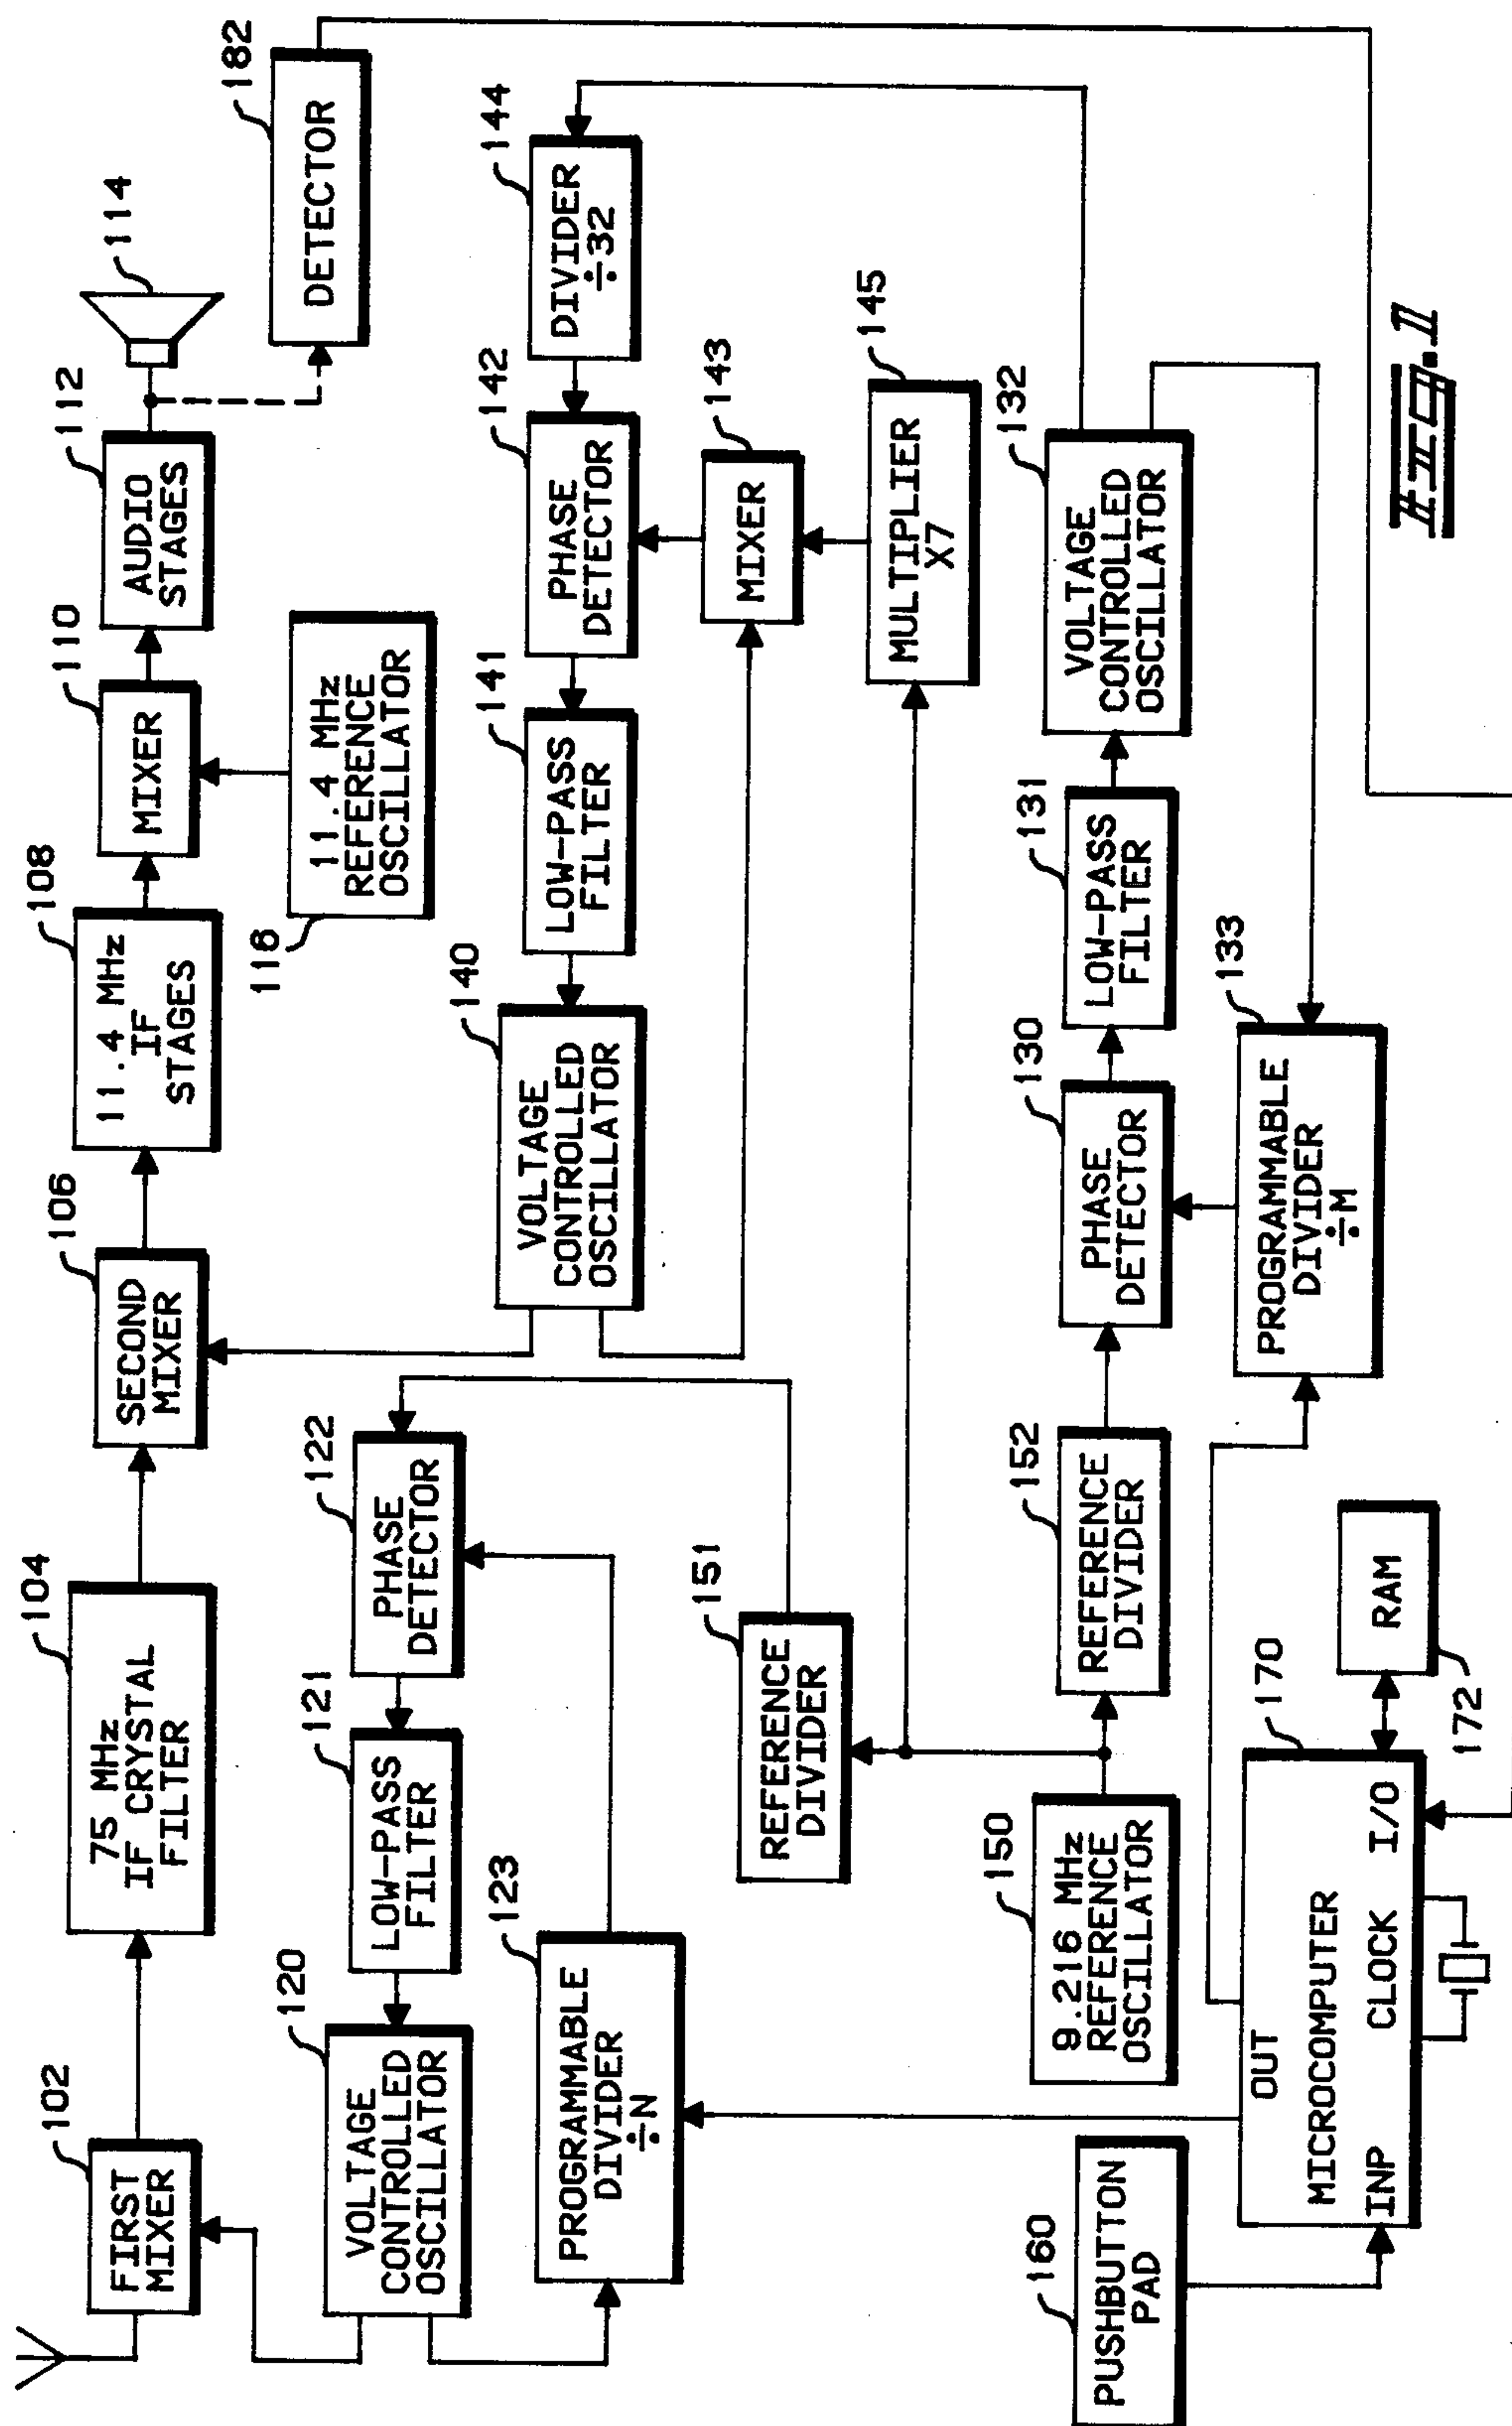 102
FIRST
MIXER
104
75 MHz
IF CRYSTAL
FILTER
106
SECOND
MIXER
108
11.4 MHz
IF
STAGES
110
MIXER
112
AUDIO
STAGES
114
116
11.4 MHz
REFERENCE
OSCILLATOR
182
DETECTOR
120
VOLTAGE
CONTROLLED
OSCILLATOR
121
LOW-PASS
FILTER
122
PHASE
DETECTOR
123
PROGRAMMABLE
DIVIDER
÷N
140
VOLTAGE
CONTROLLED
OSCILLATOR
141
LOW-PASS
FILTER
142
PHASE
DETECTOR
144
DIVIDER
÷32
143
MIXER
145
MULTIPLIER
X7
151
REFERENCE
DIVIDER
150
9.216 MHz
REFERENCE
OSCILLATOR
152
REFERENCE
DIVIDER
130
PHASE
DETECTOR
131
LOW-PASS
FILTER
132
VOLTAGE
CONTROLLED
OSCILLATOR
133
PROGRAMMABLE
DIVIDER
÷M
160
PUSHBUTTON
PAD
170
OUT
MICROCOMPUTER
INP CLOCK I/O
RAM
172
Fig. 11